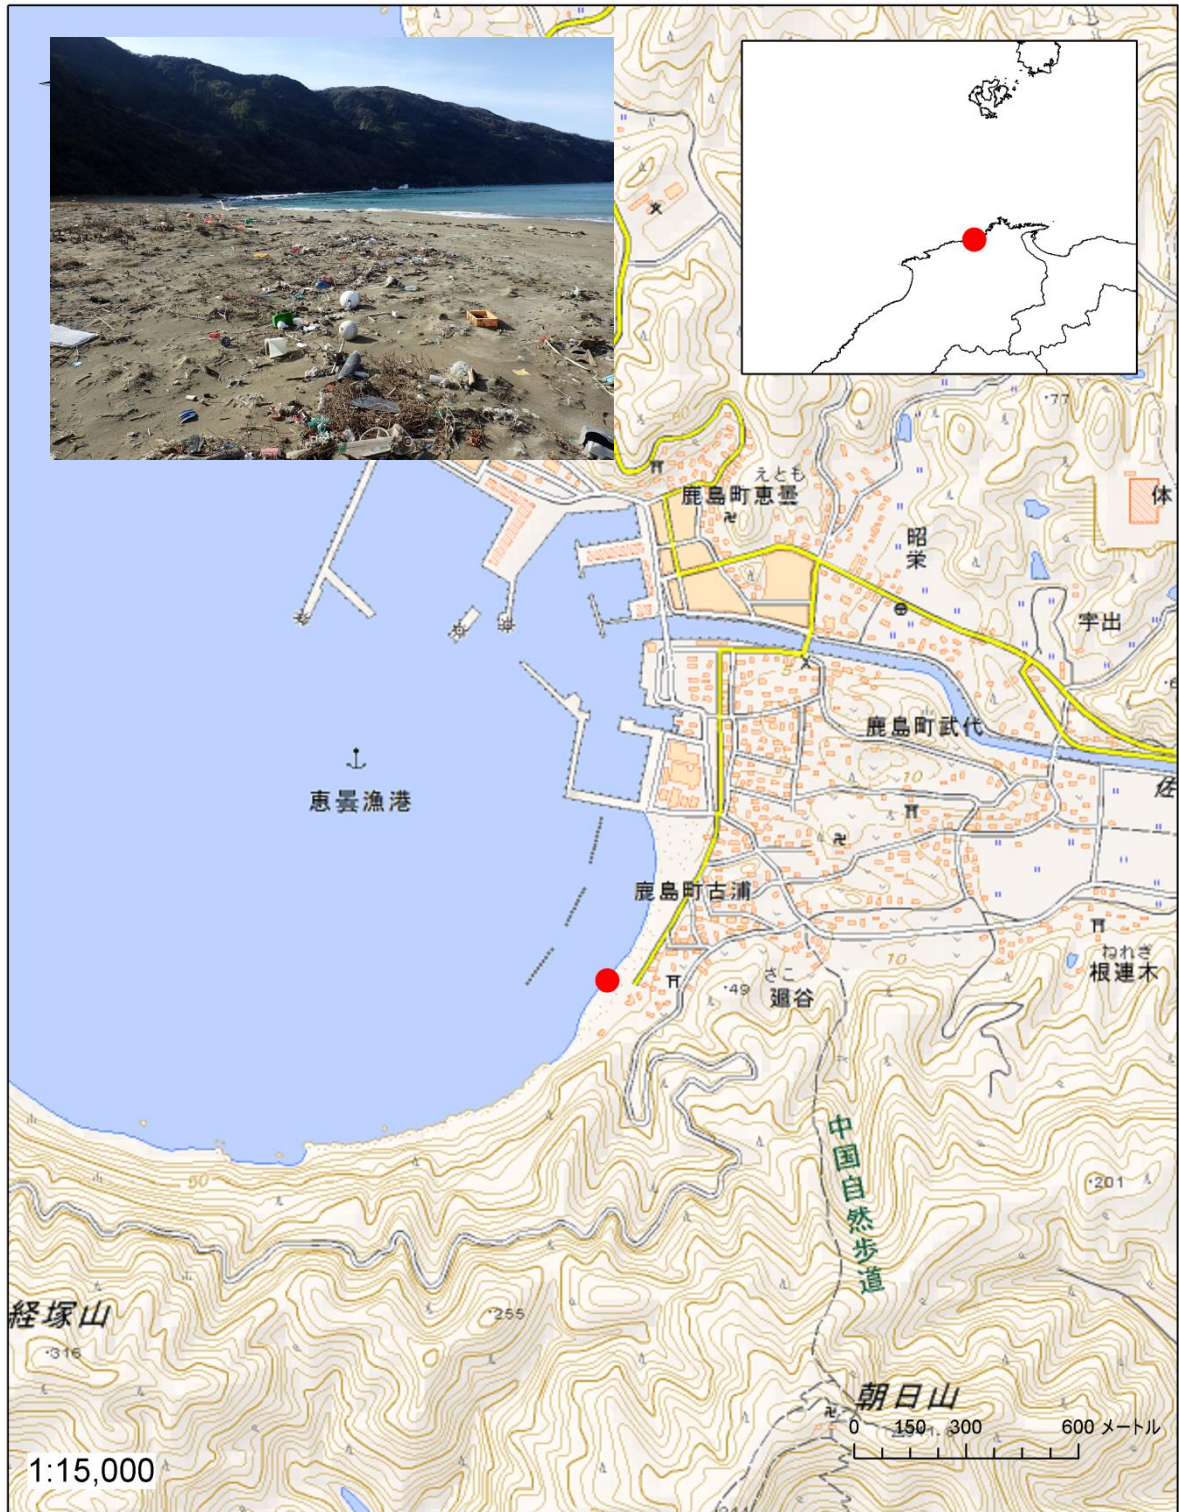 ・77
えとも
鹿島町恵曇
体
昭栄
宇出
5
鹿島町武代
10
恵曇漁港
佐
鹿島町古浦
ねれぎ
根連木
10
さこ
・49
廻谷
中国自然歩道
・201
50
経塚山
・255
・316
朝日山
0 150 300 600 メートル
1:15,000